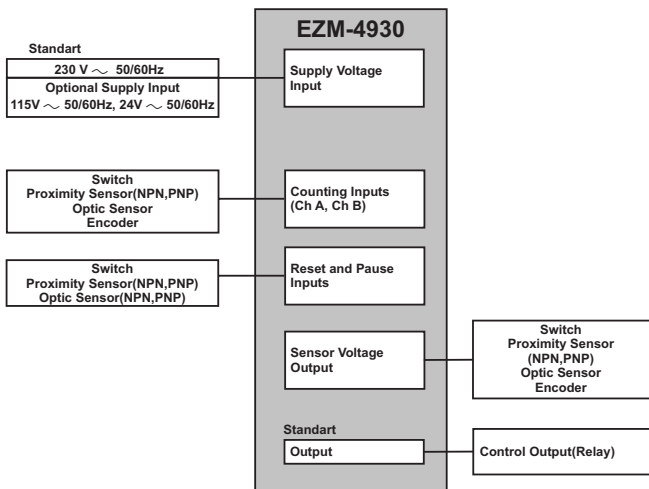 EZM-4930
Standart
230 V ~ 50/60Hz
Optional Supply Input
115V ~ 50/60Hz, 24V ~ 50/60Hz
Supply Voltage
Input
Switch
Proximity Sensor(NPN,PNP)
Optic Sensor
Encoder
Counting Inputs
(Ch A, Ch B)
Switch
Proximity Sensor(NPN,PNP)
Optic Sensor(NPN,PNP)
Reset and Pause
Inputs
Sensor Voltage
Output
Switch
Proximity Sensor
(NPN,PNP)
Optic Sensor
Encoder
Standart
Output
Control Output(Relay)